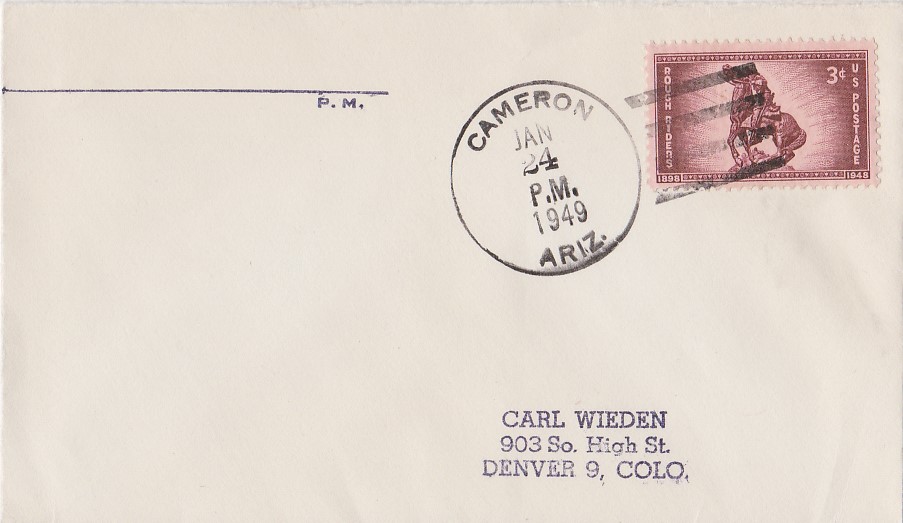 P. M.
CAMERON
JAN
24
P.M.
1949
ARIZ.
ROUGH RIDERS
3¢
U S POSTAGE
1898
1948
CARL WIEDEN
903 So. High St.
DENVER 9, COLO.